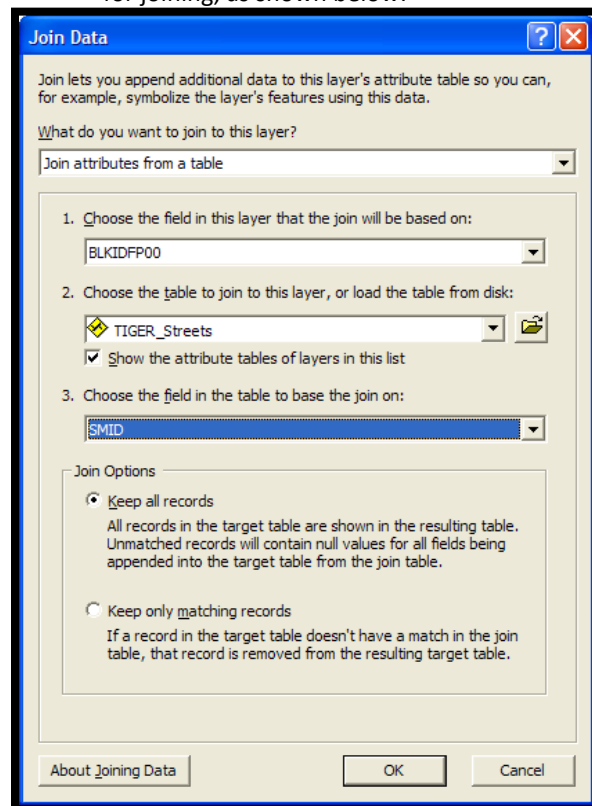 for joining, as shown below.
Join Data
Join lets you append additional data to this layer's attribute table so you can,
for example, symbolize the layer's features using this data.
What do you want to join to this layer?
Join attributes from a table
1. Choose the field in this layer that the join will be based on:
BLKIDFP00
2. Choose the table to join to this layer, or load the table from disk:
TIGER_Streets
Show the attribute tables of layers in this list
3. Choose the field in the table to base the join on:
SMID
Join Options
Keep all records
All records in the target table are shown in the resulting table.
Unmatched records will contain null values for all fields being
appended into the target table from the join table.
Keep only matching records
If a record in the target table doesn't have a match in the join
table, that record is removed from the resulting target table.
About Joining Data OK Cancel